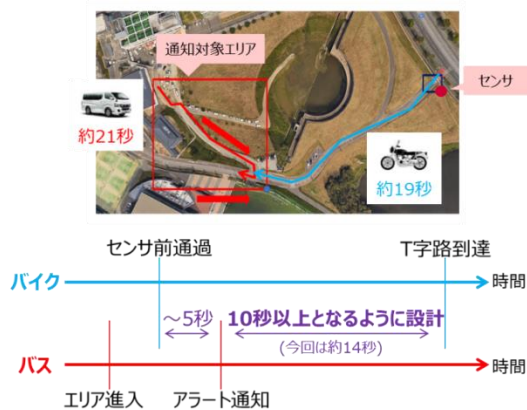 通知対象エリア
センサ
約21秒
約19秒
センサ前通過
T字路到達
バイク
時間
～5秒
10秒以上となるように設計
(今回は約14秒)
バス
時間
エリア進入
アラート通知